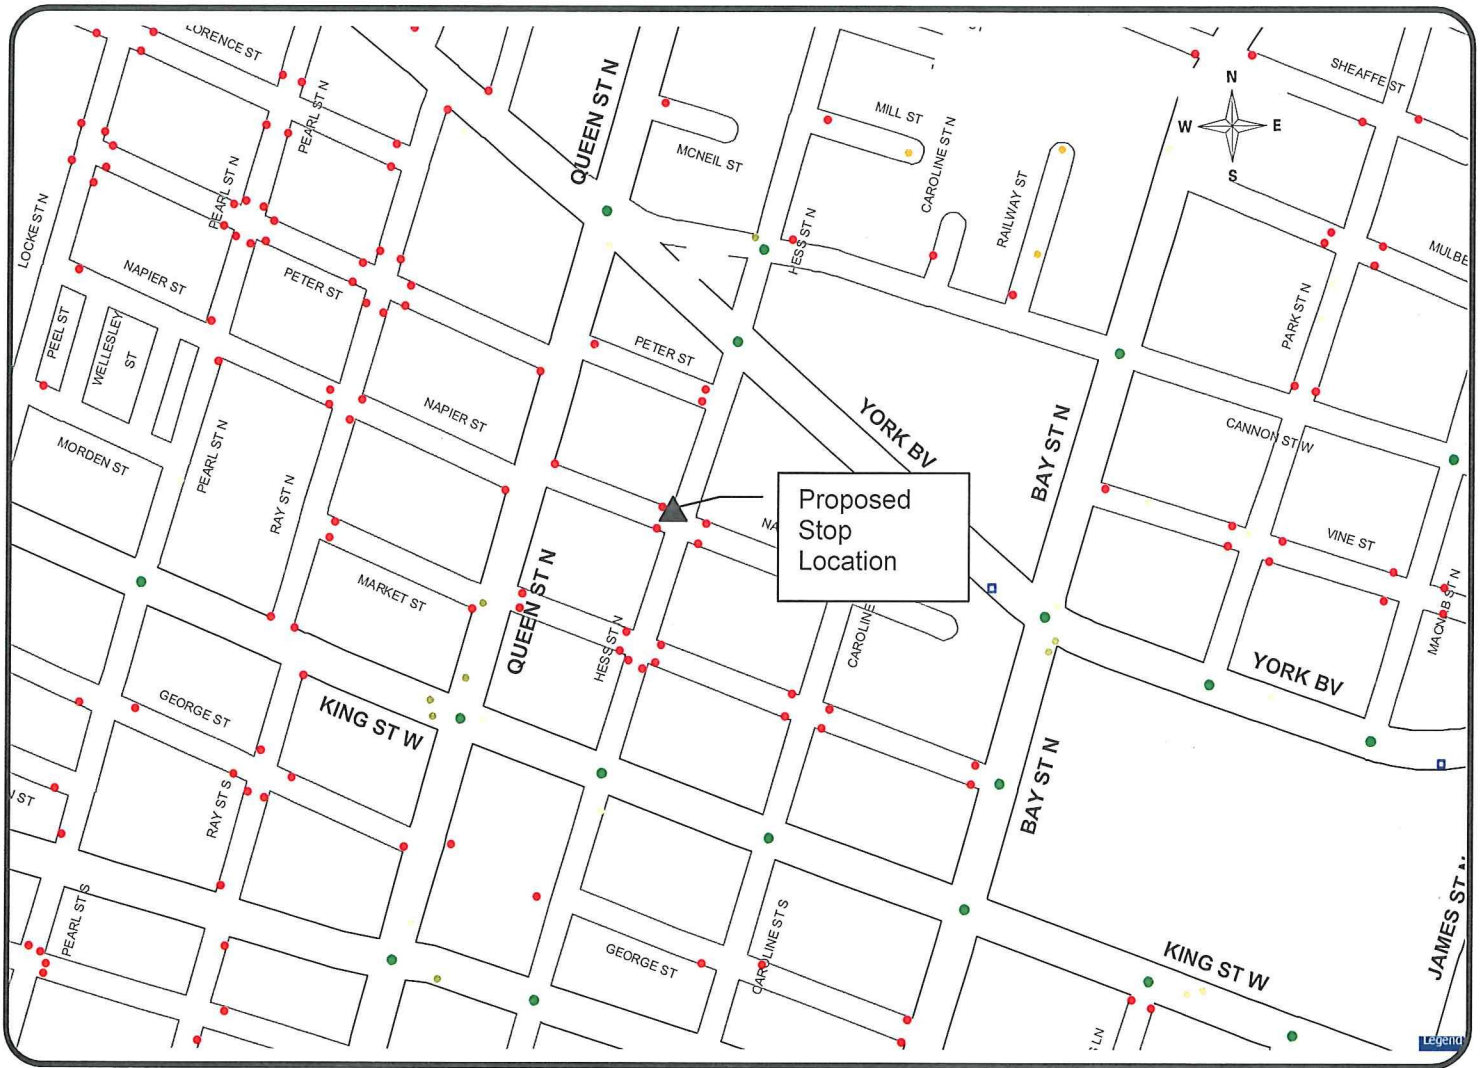 LORENCE ST
PEARL ST N
QUEEN ST N
MCNEIL ST
MILL ST
CAROLINE ST N
N
W E
S
SHEAFFE ST
LOCKE ST N
PEARL ST N
HESS ST N
RAILWAY ST
MULBE
NAPIER ST
PETER ST
PARK ST N
PEEL ST
WELLESLEY
ST
PETER ST
NAPIER ST
YORK BV
BAY ST N
CANNON ST W
MORDEN ST
PEARL ST N
RAY ST N
Proposed
Stop
Location
NA
VINE ST
MARKET ST
QUEEN ST N
HESS ST N
CAROLINE
MACNAB ST N
YORK BV
GEORGE ST
KING ST W
BAY ST N
N ST
RAY ST S
PEARL ST S
GEORGE ST
CAROLINE ST S
KING ST W
JAMES ST N
S LN
Legend